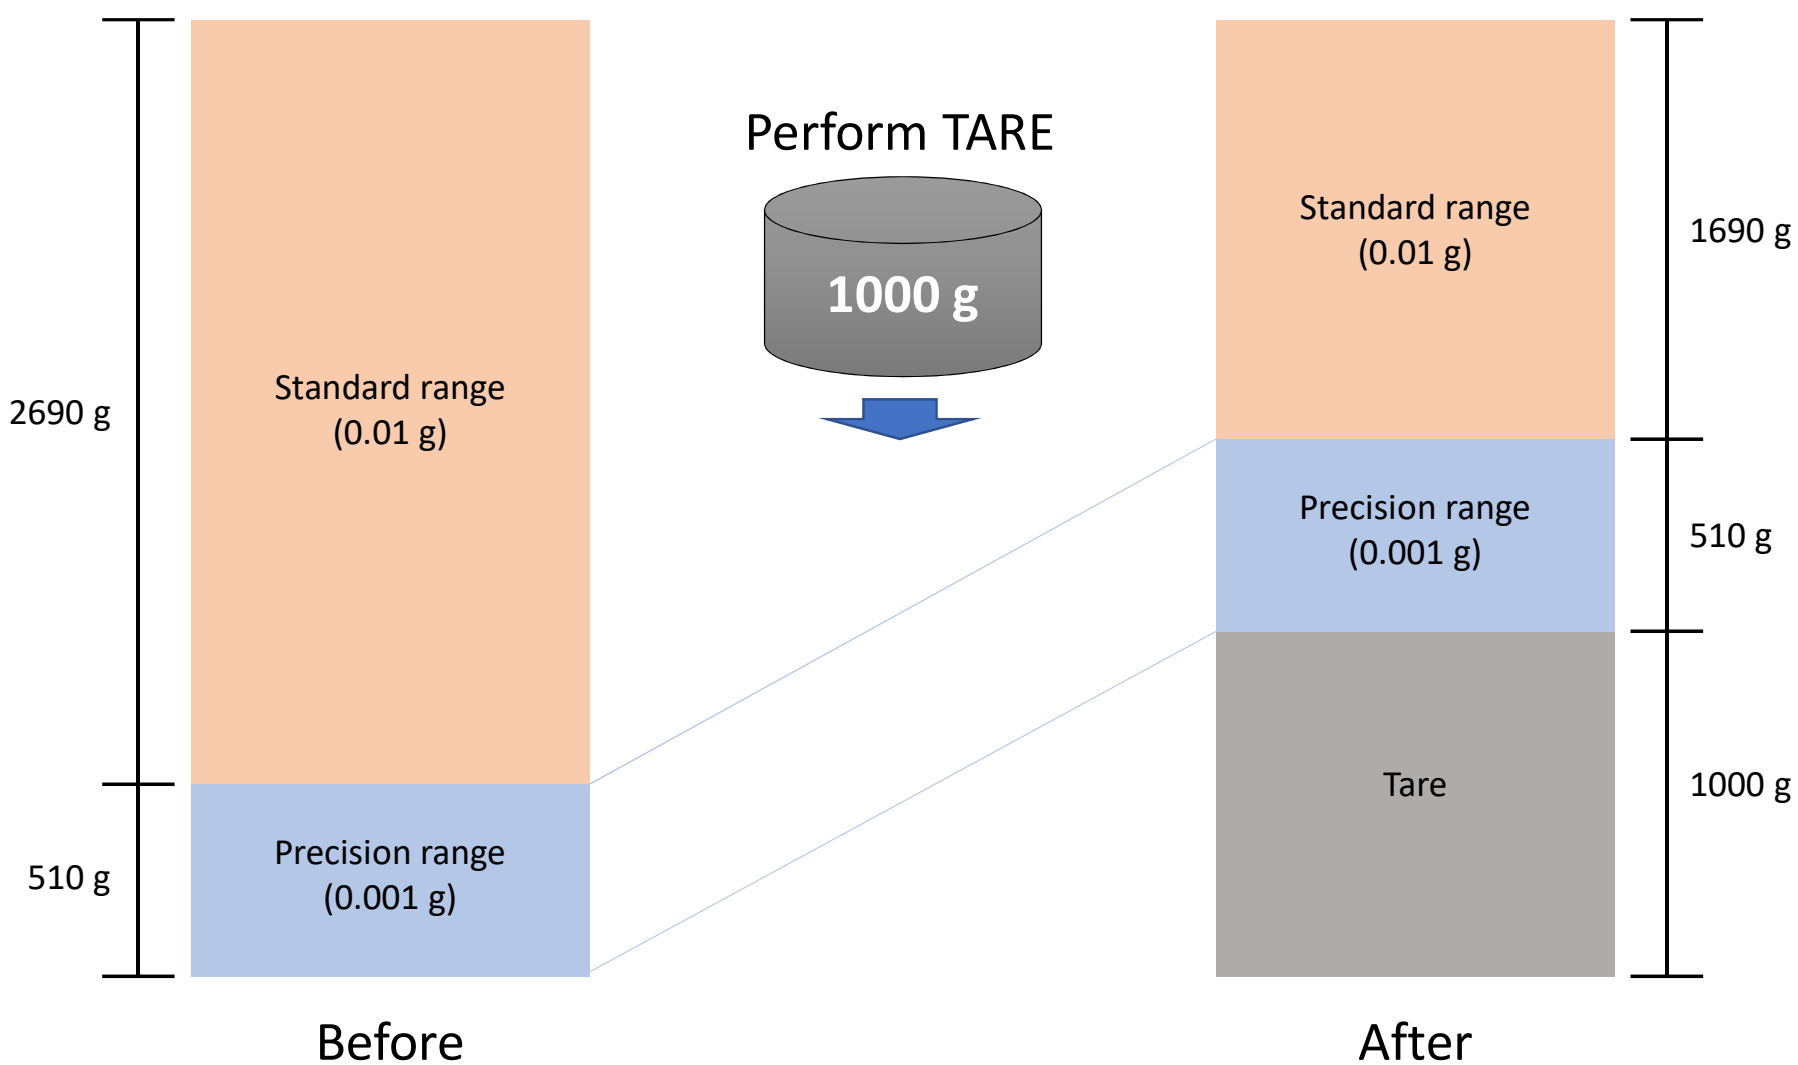 2690 g
510 g
Standard range
(0.01 g)
Precision range
(0.001 g)
Before
Perform TARE
1000 g
Standard range
(0.01 g)
Precision range
(0.001 g)
Tare
After
1690 g
510 g
1000 g